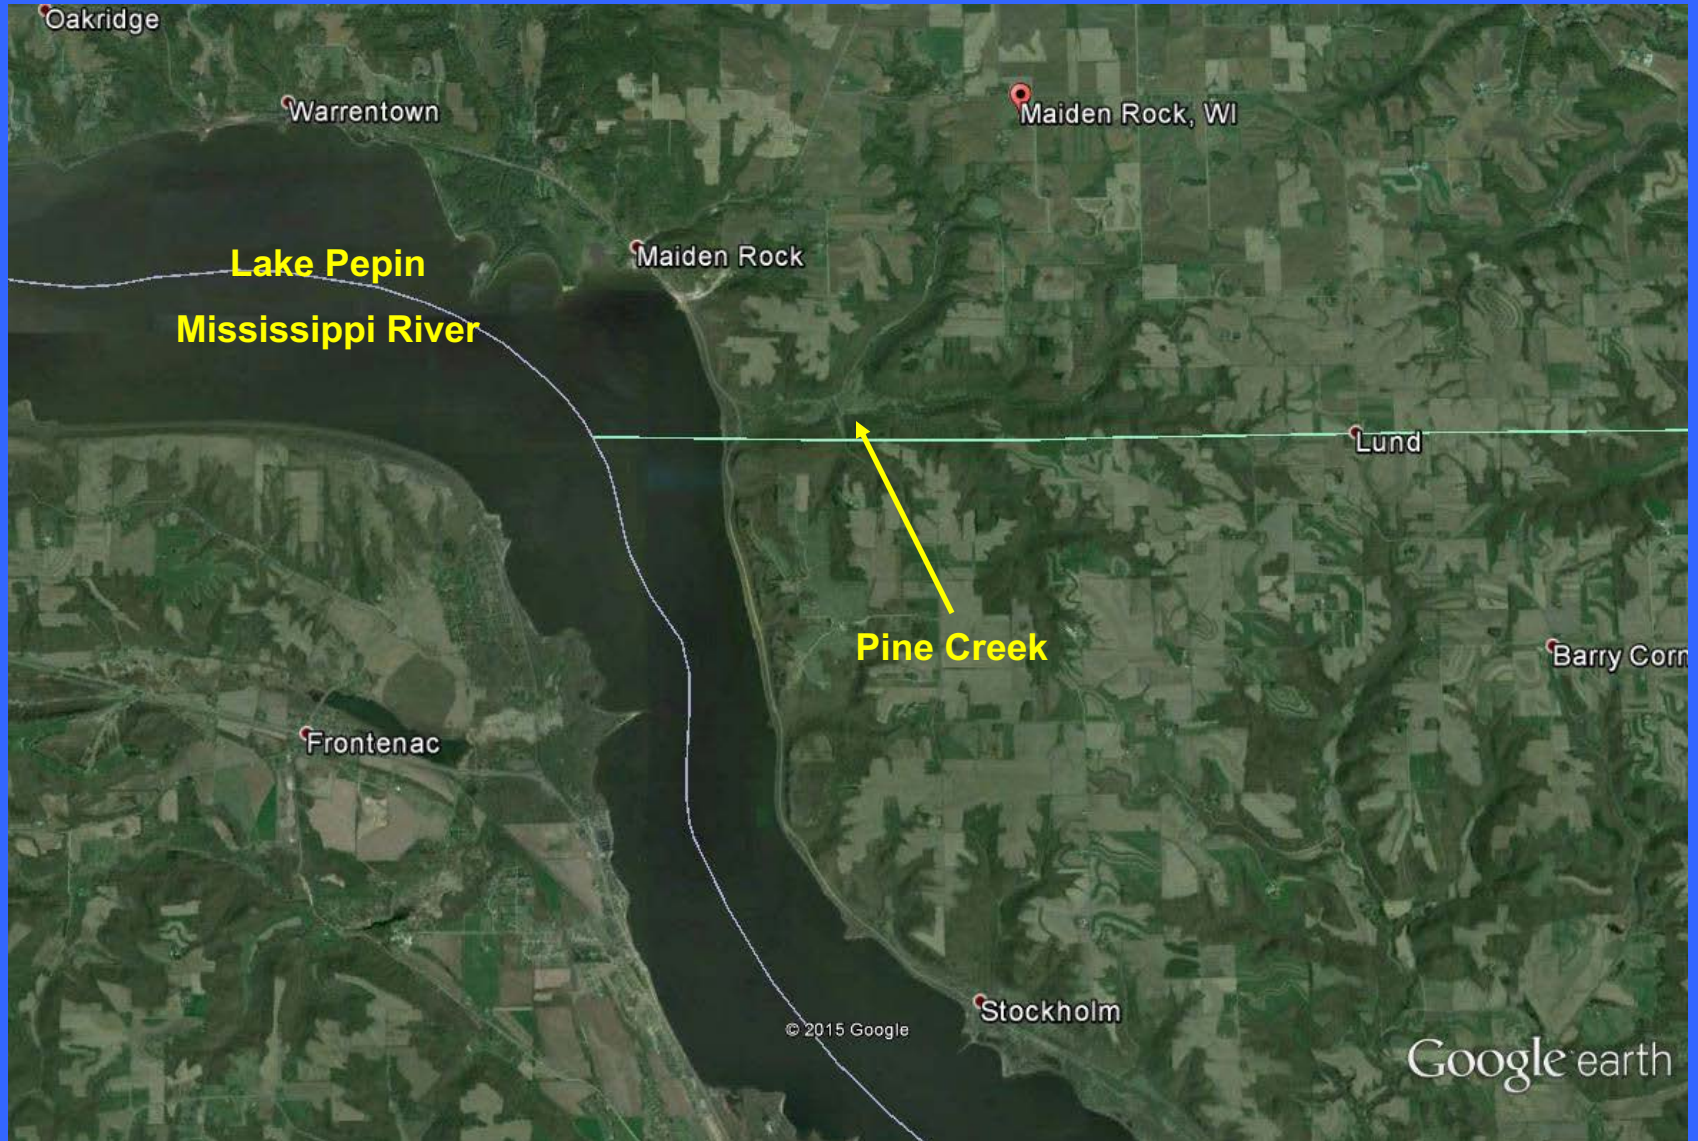 Oakridge
Warrentown
Maiden Rock, WI
Maiden Rock
Lake Pepin
Mississippi River
Lund
Pine Creek
Barry Corn
Frontenac
Stockholm
© 2015 Google
Google earth